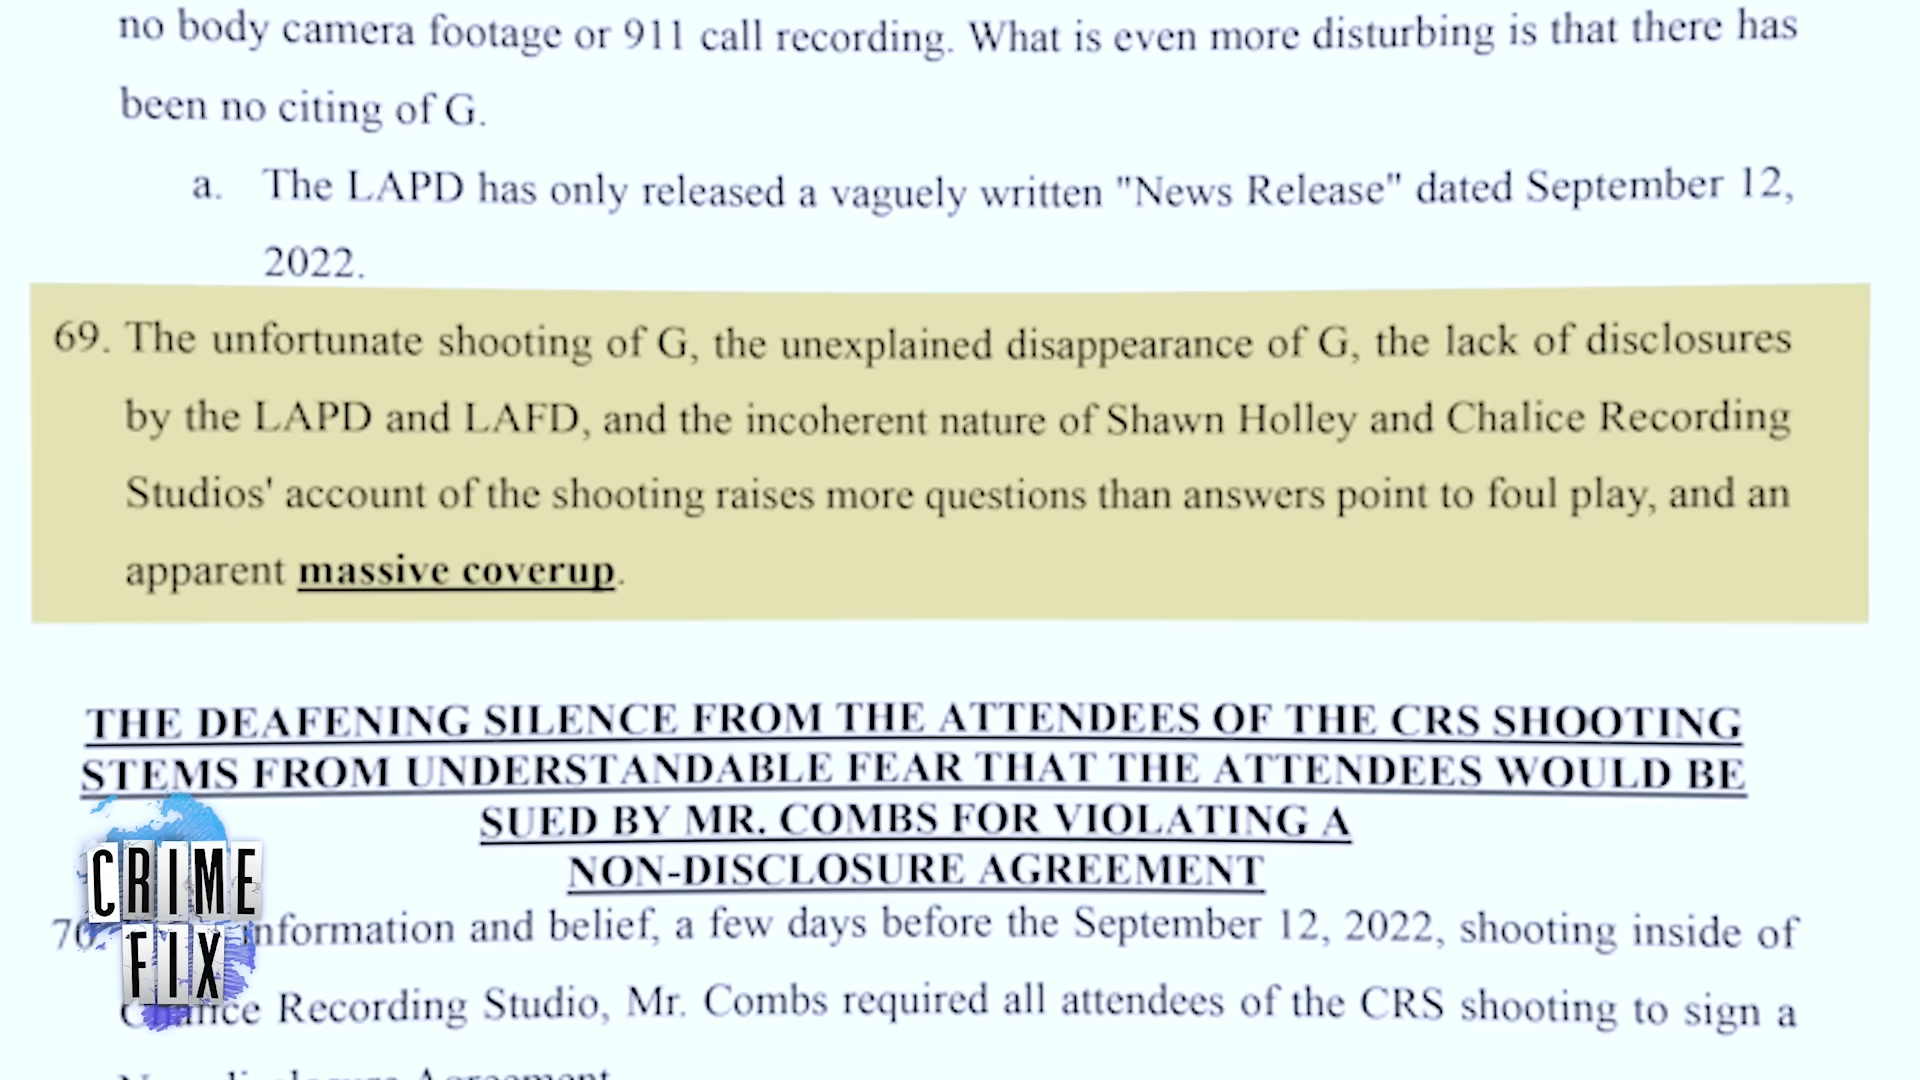 no body camera footage or 911 call recording. What is even more disturbing is that there has
been no citing of G.
a. The LAPD has only released a vaguely written "News Release" dated September 12,
2022.
69. The unfortunate shooting of G, the unexplained disappearance of G, the lack of disclosures
by the LAPD and LAFD, and the incoherent nature of Shawn Holley and Chalice Recording
Studios' account of the shooting raises more questions than answers point to foul play, and an
apparent massive coverup.
THE DEAFENING SILENCE FROM THE ATTENDEES OF THE CRS SHOOTING
STEMS FROM UNDERSTANDABLE FEAR THAT THE ATTENDEES WOULD BE
SUED BY MR. COMBS FOR VIOLATING A
NON-DISCLOSURE AGREEMENT
70 information and belief, a few days before the September 12, 2022, shooting inside of
Recording Studio, Mr. Combs required all attendees of the CRS shooting to sign a
Agreement
CRIME
FIX